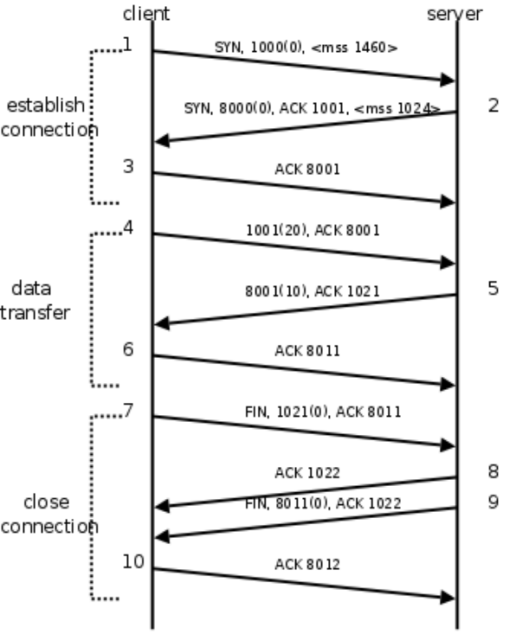 client server
1 SYN, 1000(0), <mss 1460>
SYN, 8000(0), ACK 1001, <mss 1024> 2
establish
connection
3 ACK 8001
4 1001(20), ACK 8001
8001(10), ACK 1021 5
data
transfer
6 ACK 8011
7 FIN, 1021(0), ACK 8011
ACK 1022 8
FIN, 8011(0), ACK 1022 9
close
connection
10 ACK 8012